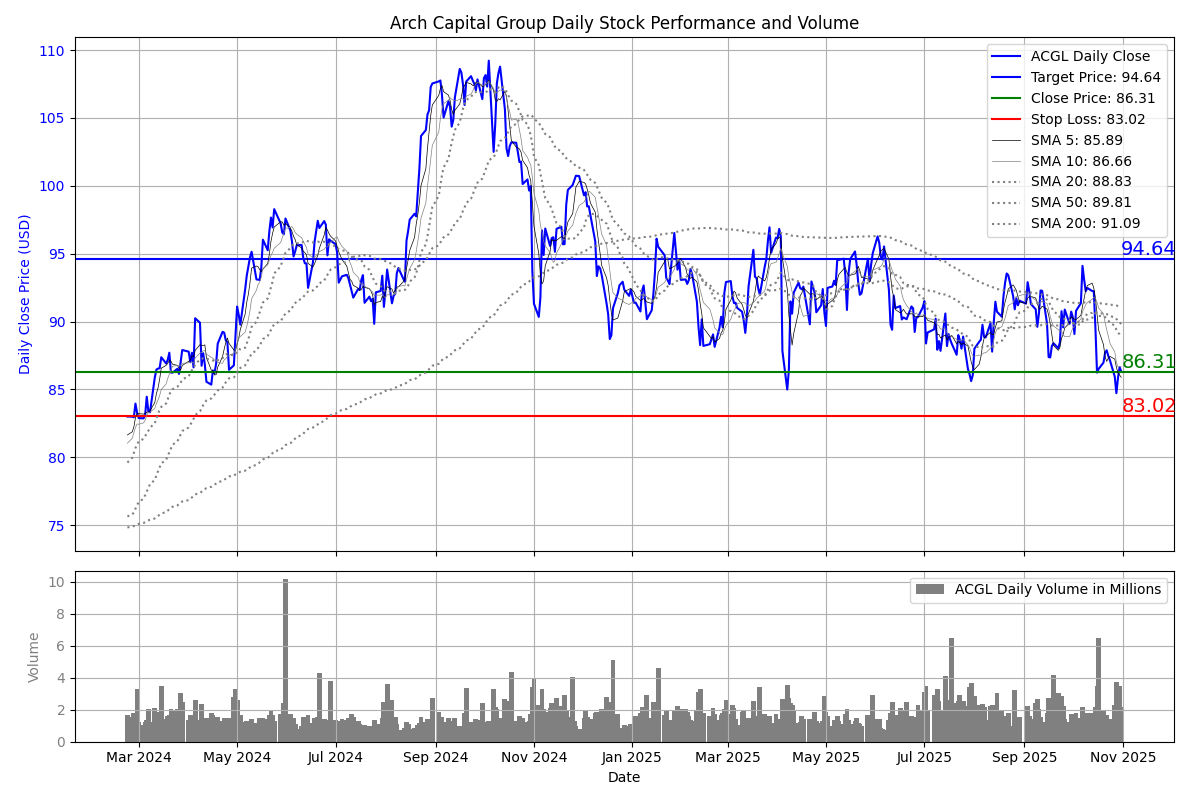 Arch Capital Group Daily Stock Performance and Volume
110
105
100
95
90
85
80
75
Daily Close Price (USD)
ACGL Daily Close
Target Price: 94.64
Close Price: 86.31
Stop Loss: 83.02
SMA 5: 85.89
SMA 10: 86.66
SMA 20: 88.83
SMA 50: 89.81
SMA 200: 91.09
94.64
86.31
83.02
10
8
6
4
2
0
Volume
ACGL Daily Volume in Millions
Mar 2024 May 2024 Jul 2024 Sep 2024 Nov 2024 Jan 2025 Mar 2025 May 2025 Jul 2025 Sep 2025 Nov 2025
Date